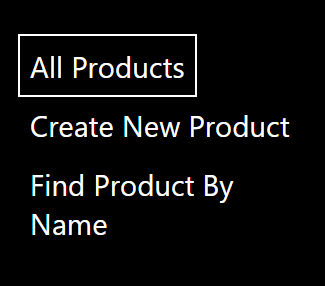 All Products
Create New Product
Find Product By
Name